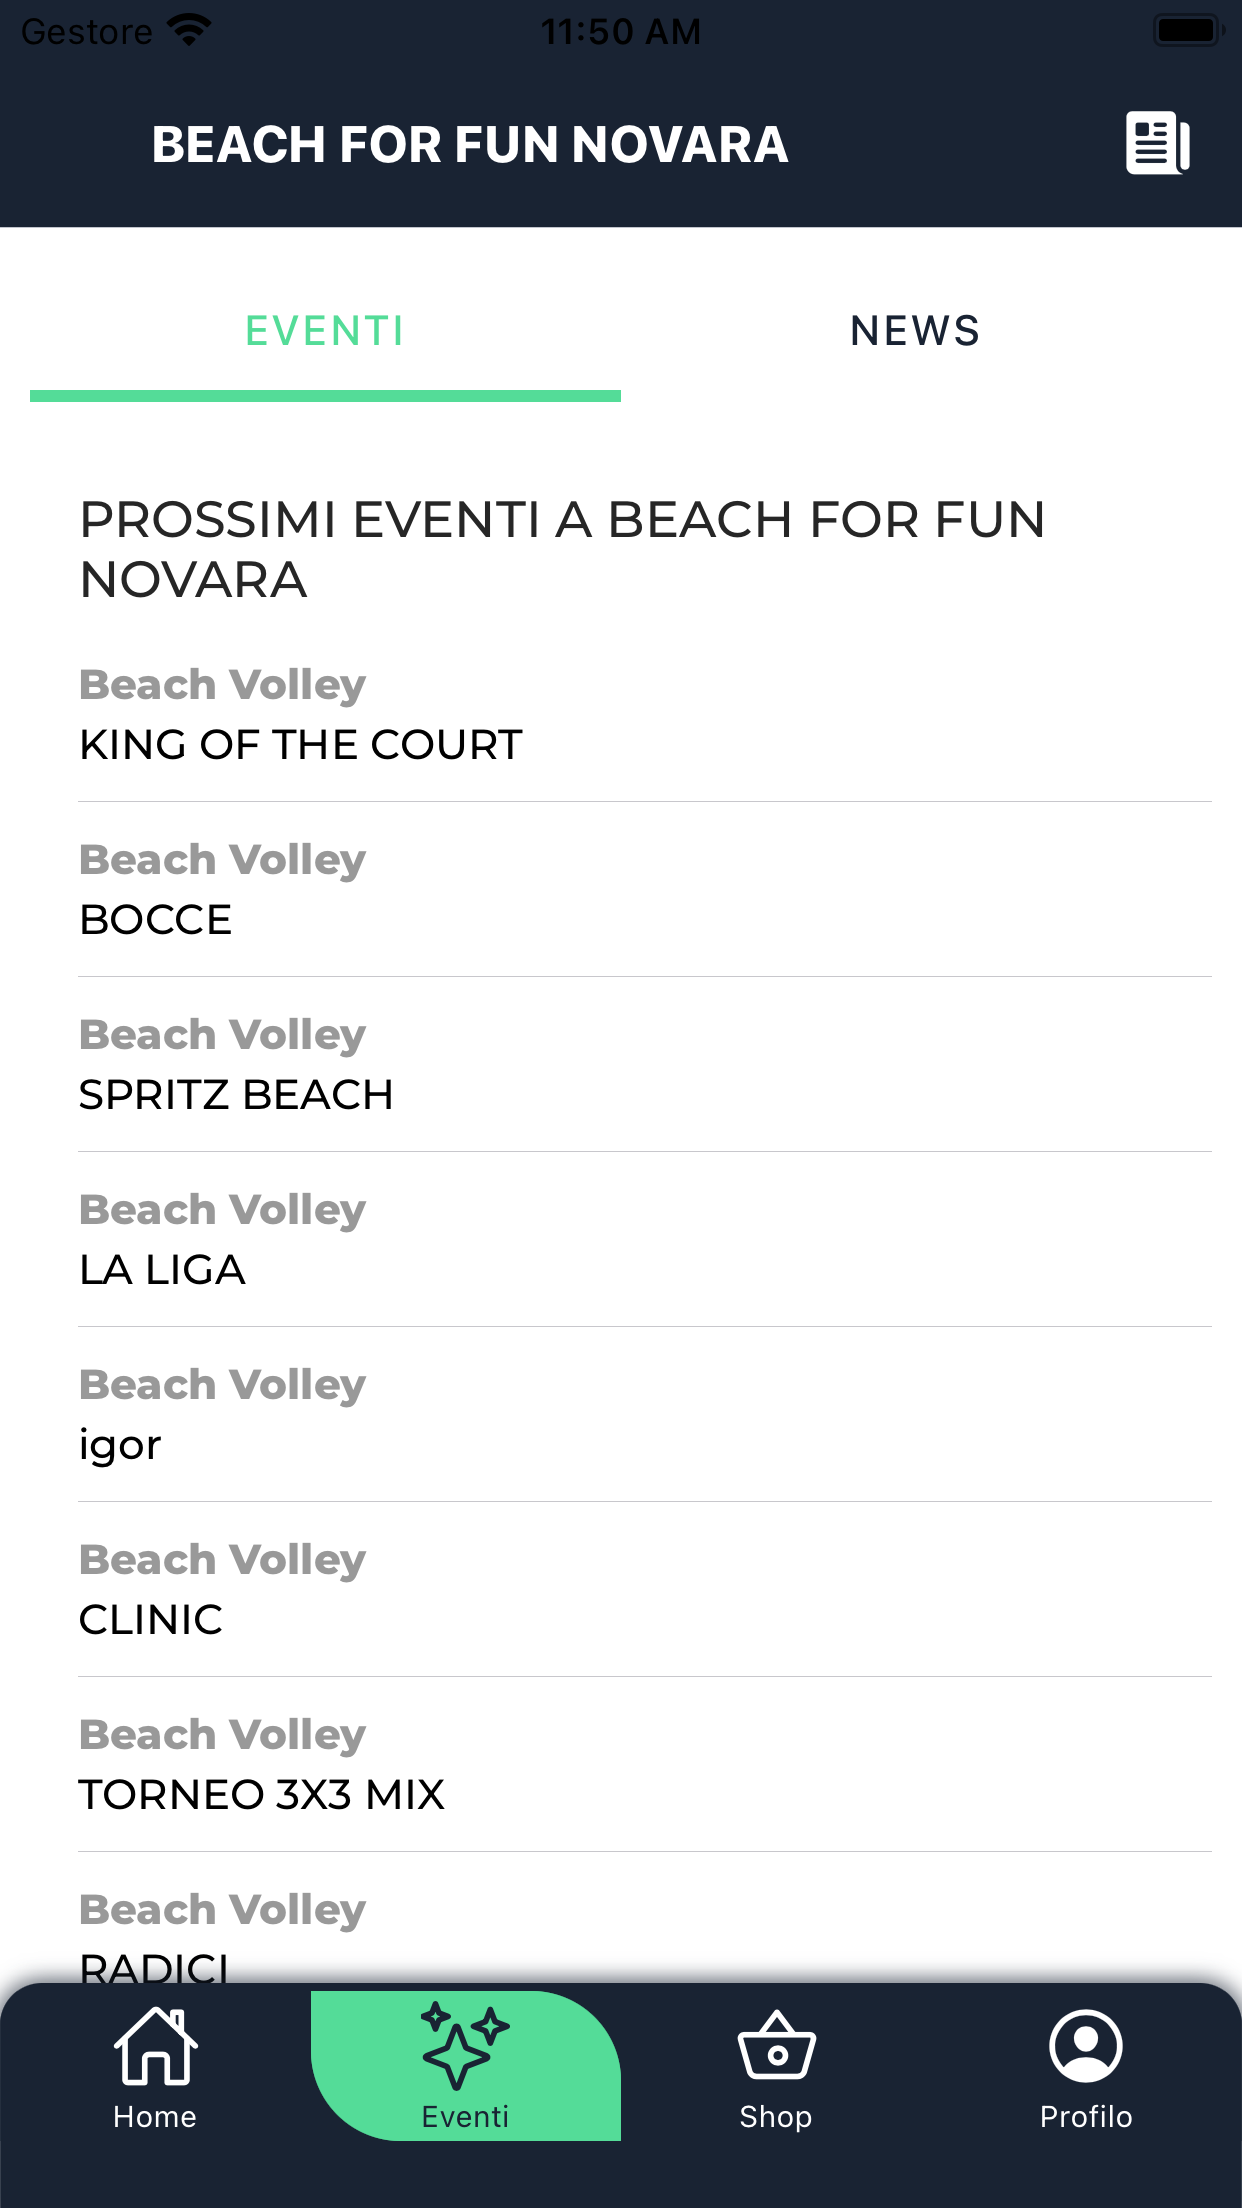 Gestore
11:50 AM
BEACH FOR FUN NOVARA
EVENTI
NEWS
PROSSIMI EVENTI A BEACH FOR FUN
NOVARA
Beach Volley
KING OF THE COURT
Beach Volley
BOCCE
Beach Volley
SPRITZ BEACH
Beach Volley
LA LIGA
Beach Volley
igor
Beach Volley
CLINIC
Beach Volley
TORNEO 3X3 MIX
Beach Volley
RADICI
Home
Eventi
Shop
Profilo